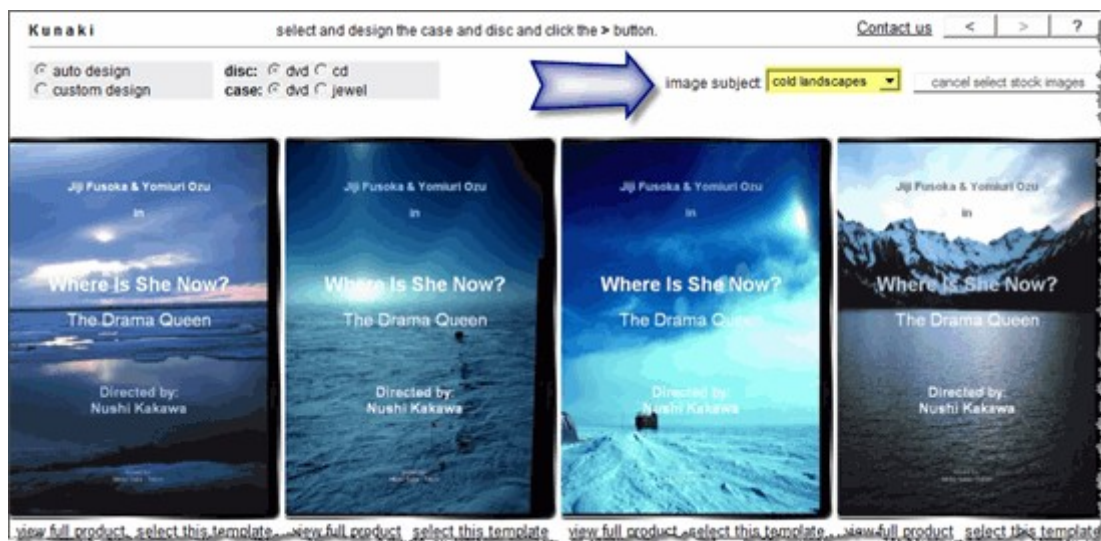 Kunaki select and design the case and disc and click the > button. Contact us < > ?
auto design disc: dvd cd
custom design case: dvd jewel
image subject cold landscapes cancel select stock images
Jiji Fusoka & Yomiuri Ozu
in
Where Is She Now?
The Drama Queen
Directed by:
Nushi Kakawa
view full product select this template
Jiji Fusoka & Yomiuri Ozu
in
Where Is She Now?
The Drama Queen
Directed by:
Nushi Kakawa
view full product select this template
Jiji Fusoka & Yomiuri Ozu
in
Where Is She Now?
The Drama Queen
Directed by:
Nushi Kakawa
view full product select this template
Jiji Fusoka & Yomiuri Ozu
in
Where Is She Now?
The Drama Queen
Directed by:
Nushi Kakawa
view full product select this template